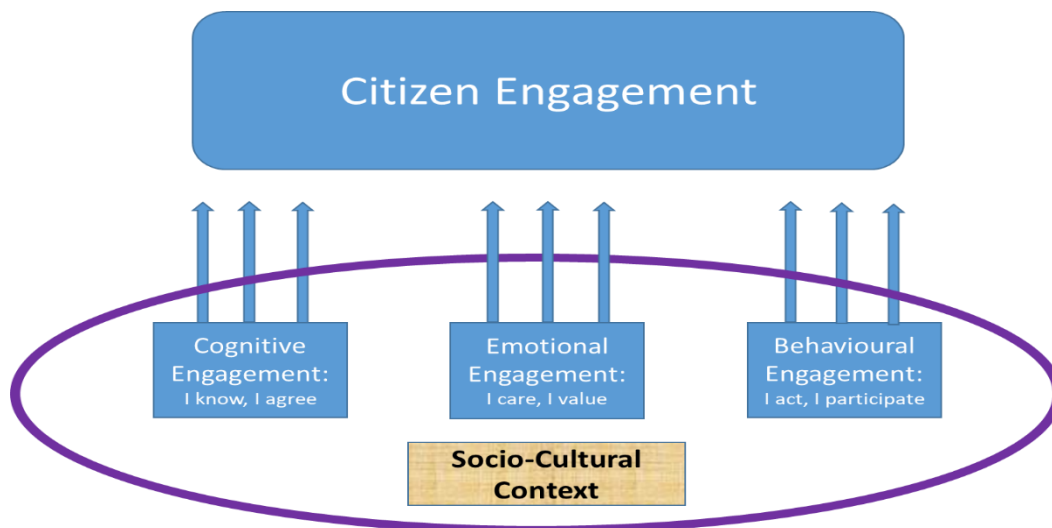 Citizen Engagement
Cognitive
Engagement:
I know, I agree
Emotional
Engagement:
I care, I value
Behavioural
Engagement:
I act, I participate
Socio-Cultural
Context